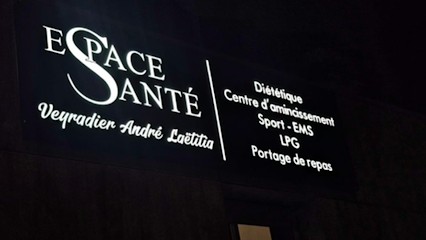 ESPACE
SANTÉ
Veyradier André Laëtitia
Diététique
Centre d'amincissement
Sport - EMS
LPG
Portage de repas